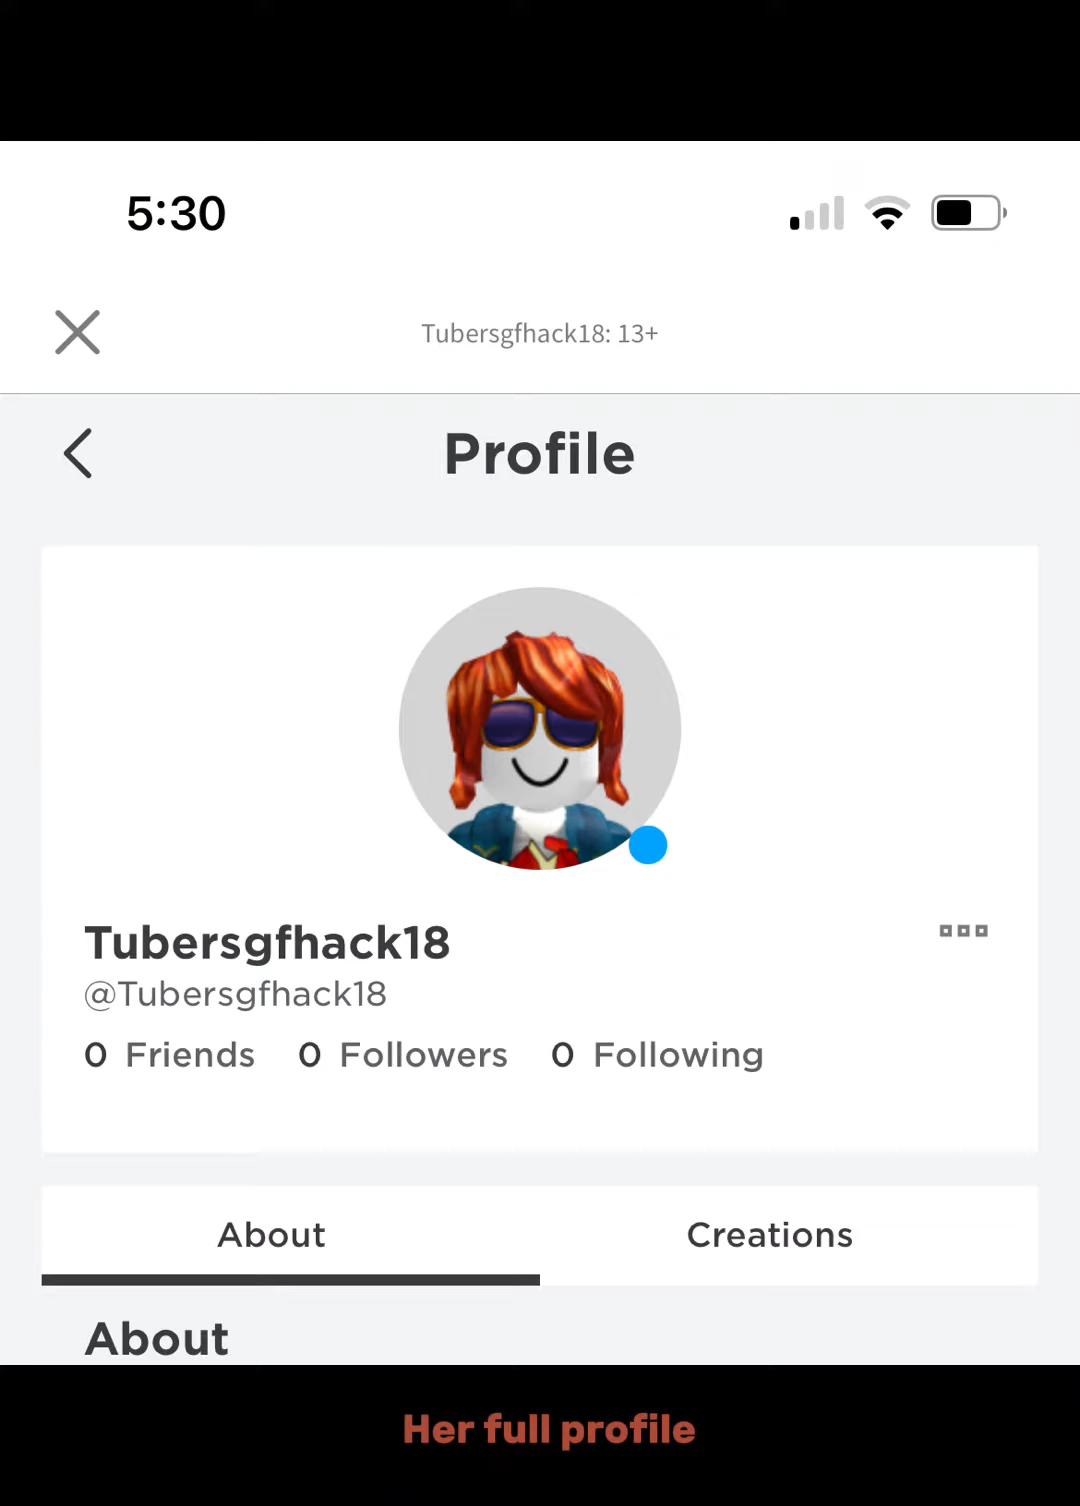 5:30
Tubersgfhack18: 13+
Profile
Tubersgfhack18
@Tubersgfhack18
0 Friends 0 Followers 0 Following
About Creations
About
Her full profile